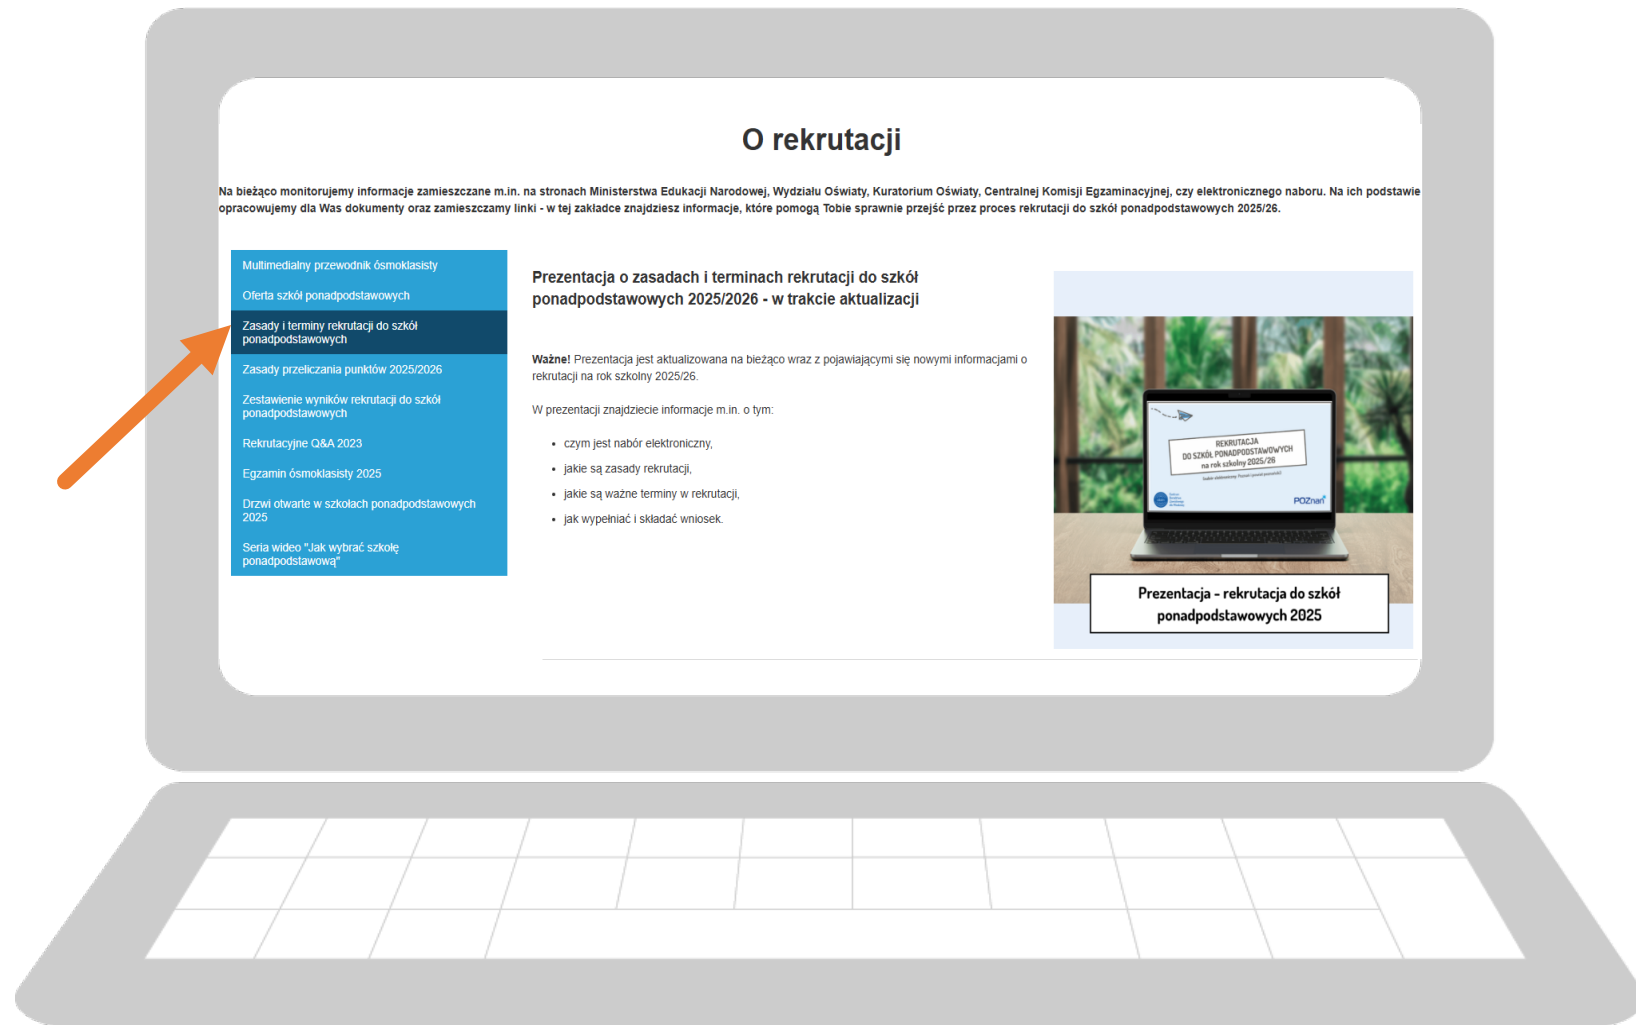 O rekrutacji
Na bieżąco monitorujemy informacje zamieszczane m.in. na stronach Ministerstwa Edukacji Narodowej, Wydziału Oświaty, Kuratorium Oświaty, Centralnej Komisji Egzaminacyjnej, czy elektronicznego naboru. Na ich podstawie
opracowujemy dla Was dokumenty oraz zamieszczamy linki - w tej zakładce znajdziesz informacje, które pomogą Tobie sprawnie przejść przez proces rekrutacji do szkół ponadpodstawowych 2025/26.
Multimedialny przewodnik ósmoklasisty
Oferta szkół ponadpodstawowych
Zasady i terminy rekrutacji do szkół
ponadpodstawowych
Zasady przeliczania punktów 2025/2026
Zestawienie wyników rekrutacji do szkół
ponadpodstawowych
Rekrutacyjne Q&A 2023
Egzamin ósmoklasisty 2025
Drzwi otwarte w szkołach ponadpodstawowych
2025
Seria wideo "Jak wybrać szkołę
ponadpodstawową"
Prezentacja o zasadach i terminach rekrutacji do szkół
ponadpodstawowych 2025/2026 - w trakcie aktualizacji
Ważne! Prezentacja jest aktualizowana na bieżąco wraz z pojawiającymi się nowymi informacjami o
rekrutacji na rok szkolny 2025/26.
W prezentacji znajdziecie informacje m.in. o tym:
• czym jest nabór elektroniczny,
• jakie są zasady rekrutacji,
• jakie są ważne terminy w rekrutacji,
• jak wypełniać i składać wniosek.
REKRUTACJA
DO SZKÓŁ PONADPODSTAWOWYCH
na rok szkolny 2025/26
POZnań
Prezentacja - rekrutacja do szkół
ponadpodstawowych 2025